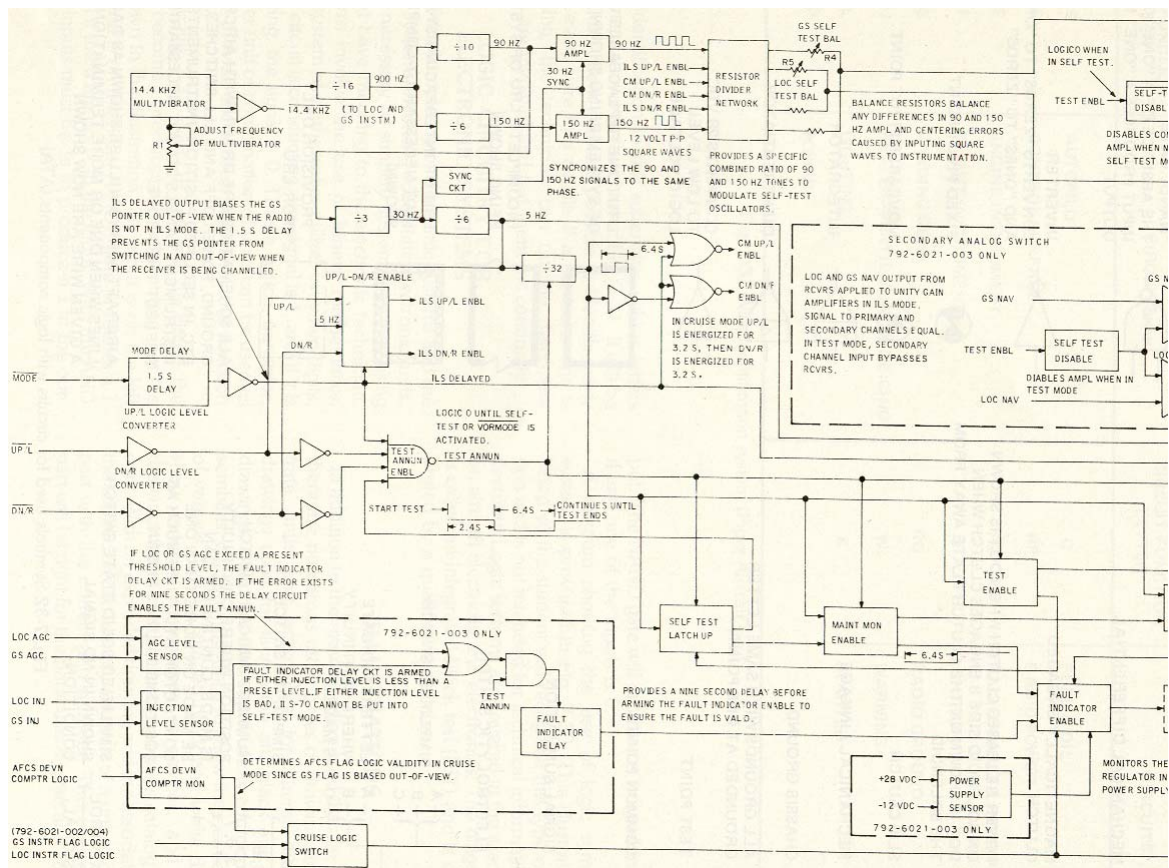 14.4 KHZ
MULTIVIBRATOR
÷16
900 HZ
14.4 KHZ
(TO LOC AND
GS INSTM)
R1
ADJUST FREQUENCY
OF MULTIVIBRATOR
÷10
90 HZ
90 HZ
AMPL
90 HZ
30 HZ
SYNC
÷6
150 HZ
150 HZ
AMPL
150 HZ
12 VOLT P-P
SQUARE WAVES
ILS UP/L ENBL
CM UP/L ENBL
CM DN/R ENBL
ILS DN/R ENBL
RESISTOR
DIVIDER
NETWORK
GS SELF
TEST BAL
R4
R5
LOC SELF
TEST BAL
BALANCE RESISTORS BALANCE
ANY DIFFERENCES IN 90 AND 150
HZ AMPL AND CENTERING ERRORS
CAUSED BY INPUTING SQUARE
WAVES TO INSTRUMENTATION.
LOGIC0 WHEN
IN SELF TEST.
TEST ENBL
SELF-T
DISABL
DISABLES COM
AMPL WHEN N
SELF TEST MO
SYNC
CKT
SYNCRONIZES THE 90 AND
150 HZ SIGNALS TO THE SAME
PHASE.
PROVIDES A SPECIFIC
COMBINED RATIO OF 90
AND 150 HZ TONES TO
MODULATE SELF-TEST
OSCILLATORS.
÷3
30 HZ
÷6
5 HZ
ILS DELAYED OUTPUT BIASES THE GS
POINTER OUT-OF-VIEW WHEN THE RADIO
IS NOT IN ILS MODE. THE 1.5 S DELAY
PREVENTS THE GS POINTER FROM
SWITCHING IN AND OUT-OF-VIEW WHEN
THE RECEIVER IS BEING CHANNELED.
UP/L-DN/R ENABLE
UP/L
5 HZ
DN/R
ILS UP/L ENBL
ILS DN/R ENBL
÷32
6.4S
CM UP/L
ENBL
CM DN/R
ENBL
IN CRUISE MODE UP/L
IS ENERGIZED FOR
3.2 S, THEN DN/R
IS ENERGIZED FOR
3.2 S.
SECONDARY ANALOG SWITCH
792-6021-003 ONLY
LOC AND GS NAV OUTPUT FROM
RCVRS APPLIED TO UNITY GAIN
AMPLIFIERS IN ILS MODE.
SIGNAL TO PRIMARY AND
SECONDARY CHANNELS EQUAL.
IN TEST MODE, SECONDARY
CHANNEL INPUT BYPASSES
RCVRS.
GS NAV
GS N
TEST ENBL
SELF TEST
DISABLE
LOC
DIABLES AMPL WHEN IN
TEST MODE
LOC NAV
MODE DELAY
MODE
1.5 S
DELAY
ILS DELAYED
UP/L LOGIC LEVEL
CONVERTER
UP/L
DN/R LOGIC LEVEL
CONVERTER
DN/R
LOGIC 0 UNTIL SELF-
TEST OR VORMODE IS
ACTIVATED.
TEST
ANNUN
ENBL
TEST ANNUN
START TEST
2.4S
6.4S
CONTINUES UNTIL
TEST ENDS
IF LOC OR GS AGC EXCEED A PRESENT
THRESHOLD LEVEL, THE FAULT INDICATOR
DELAY CKT IS ARMED. IF THE ERROR EXISTS
FOR NINE SECONDS THE DELAY CIRCUIT
ENABLES THE FAULT ANNUN.
TEST
ENABLE
SELF TEST
LATCH UP
MAINT MON
ENABLE
6.4S
792-6021-003 ONLY
LOC AGC
GS AGC
AGC LEVEL
SENSOR
FAULT INDICATOR DELAY CKT IS ARMED
IF EITHER INJECTION LEVEL IS LESS THAN A
PRESET LEVEL.IF EITHER INJECTION LEVEL
IS BAD, II S-70 CANNOT BE PUT INTO
SELF-TEST MODE.
TEST
ANNUN
LOC INJ
GS INJ
INJECTION
LEVEL SENSOR
FAULT
INDICATOR
DELAY
PROVIDES A NINE SECOND DELAY BEFORE
ARMING THE FAULT INDICATOR ENABLE TO
ENSURE THE FAULT IS VALID.
FAULT
INDICATOR
ENABLE
AFCS DEVN
COMPTR LOGIC
AFCS DEVN
COMPTR MON
DETERMINES AFCS FLAG LOGIC VALIDITY IN CRUISE
MODE SINCE GS FLAG IS BIASED OUT-OF-VIEW.
+28 VDC
-12 VDC
POWER
SUPPLY
SENSOR
792-6021-003 ONLY
MONITORS THE
REGULATOR IN
POWER SUPPLY
(792-6021-002/004)
GS INSTR FLAG LOGIC
LOC INSTR FLAG LOGIC
CRUISE LOGIC
SWITCH